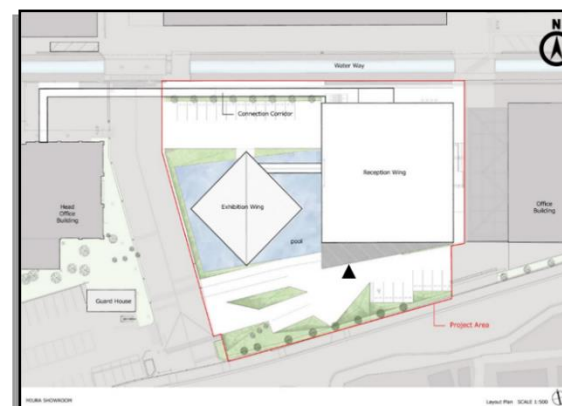 N
Water Way
Connection Corridor
Reception Wing
Head
Office
Building
Exhibition Wing
Office
Building
pool
Guard House
Project Area
MIURA SHOWROOM
Layout Plan SCALE 1:500